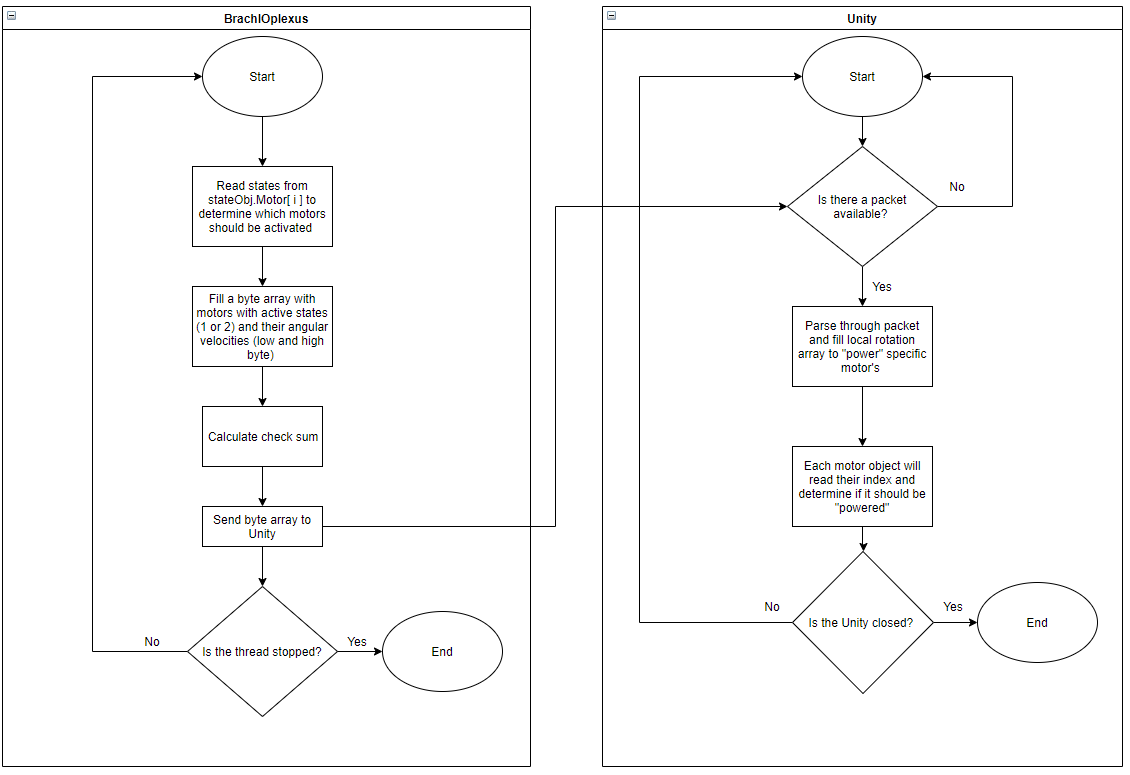 BrachIOplexus
Start
Read states from
stateObj.Motor[ i ] to
determine which motors
should be activated
Fill a byte array with
motors with active states
(1 or 2) and their angular
velocities (low and high
byte)
Calculate check sum
Send byte array to
Unity
Is the thread stopped?
No
Yes
End
Unity
Start
Is there a packet
available?
No
Yes
Parse through packet
and fill local rotation
array to "power" specific
motor's
Each motor object will
read their index and
determine if it should be
"powered"
Is the Unity closed?
No
Yes
End